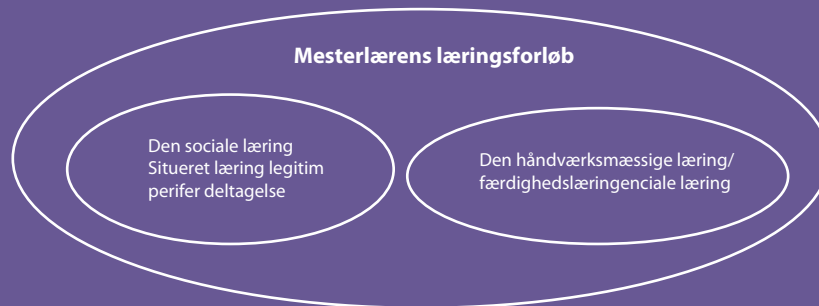 Mesterlærens læringsforløb
Den sociale læring
Situeret læring legitim
perifer deltagelse
Den håndværksmæssige læring/
færdighedslæringenciale læring